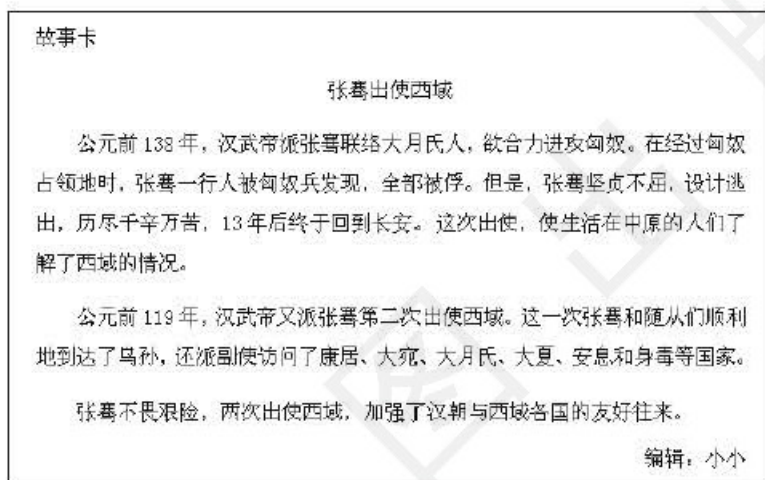 故事卡
张骞出使西域
公元前 138 年，汉武帝派张骞联络大月氏人，欲合力进攻匈奴。在经过匈奴
占领地时，张骞一行人被匈奴兵发现，全部被俘。但是，张骞坚贞不屈，设计逃
出，历尽千辛万苦，13 年后终于回到长安。这次出使，使生活在中原的人们了
解了西域的情况。
公元前 119 年，汉武帝又派张骞第二次出使西域。这一次张骞和随从们顺利
地到达了乌孙，还派副使访问了康居、大宛、大月氏、大夏、安息和身毒等国家。
张骞不畏艰险，两次出使西域，加强了汉朝与西域各国的友好往来。
编辑：小小